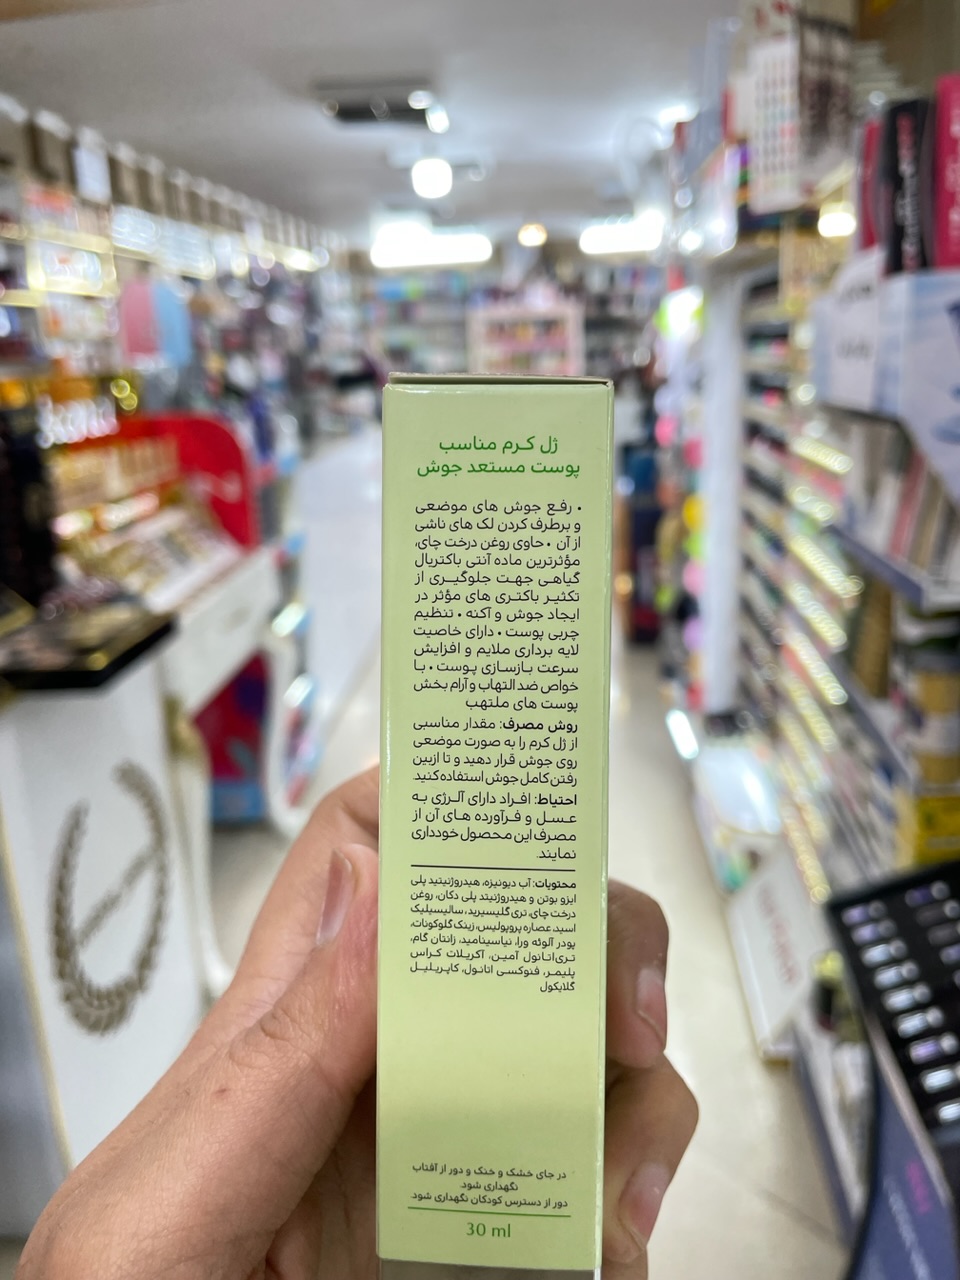 ژل کرم مناسب
پوست مستعد جوش
• رفع جوش های موضعی
و برطرف کردن لک های ناشی
از آن • حاوی روغن درخت چای،
مؤثرترین ماده آنتی باکتریال
گیاهی جهت جلوگیری از
تکثیر باکتری های مؤثر در
ایجاد جوش و آکنه • تنظیم
چربی پوست • دارای خاصیت
لایه برداری ملایم و افزایش
سرعت بازسازی پوست • با
خواص ضد التهاب و آرام بخش
پوست های ملتهب
روش مصرف: مقدار مناسبی
از ژل کرم را به صورت موضعی
روی جوش قرار دهید و تا ازبین
رفتن کامل جوش استفاده کنید.
احتیاط: افراد دارای آلرژی به
عسل و فرآورده های آن از
مصرف این محصول خودداری
نمایند.
محتویات: آب دیونیزه، هیدروژنیتید پلی
ایزو بوتن و هیدروژنیتد پلی دکان، روغن
درخت چای، تری گلیسیرید، سالیسیلیک
اسید، عصاره پروپولیس، زینک گلوکونات،
پودر آلوئه ورا، نیاسینامید، زانتان گام،
تری‌اتانول آمین، آکریلات کراس
پلیمر، فنوکسی اتانول، کاپریلیل
گلایکول
در جای خشک و خنک و دور از آفتاب
نگهداری شود.
دور از دسترس کودکان نگهداری شود.
30 ml